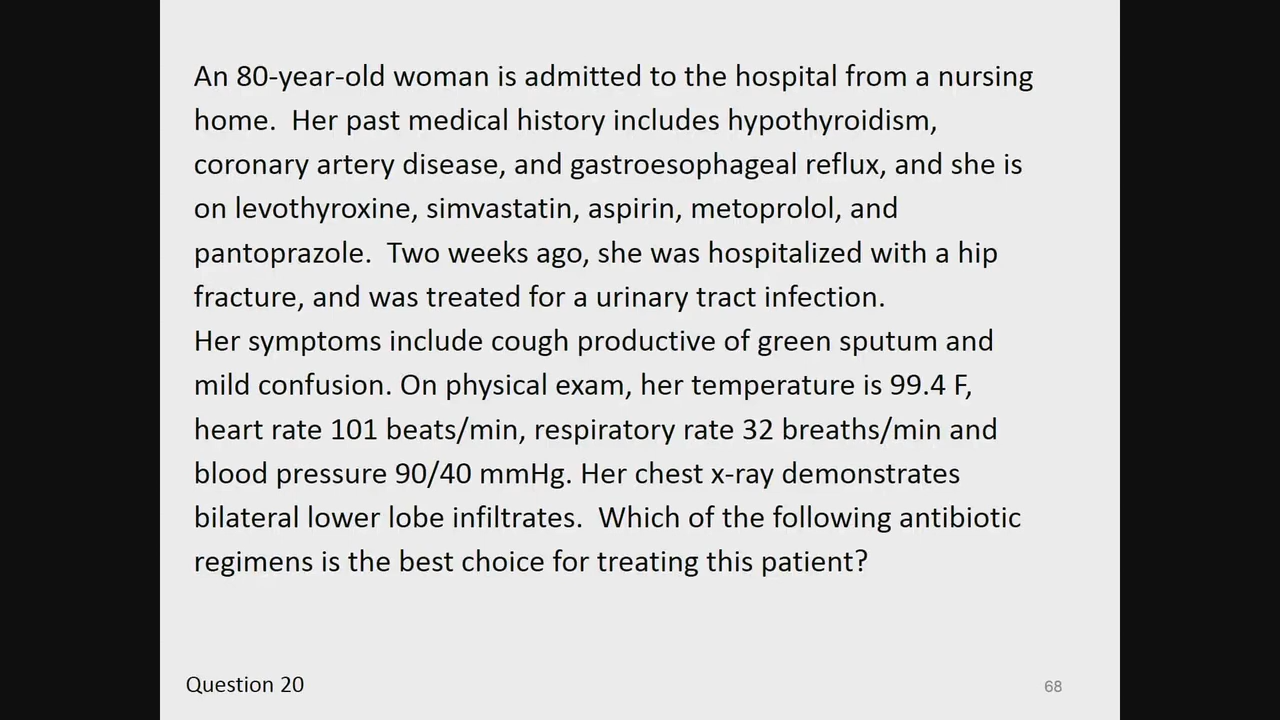 An 80-year-old woman is admitted to the hospital from a nursing
home.  Her past medical history includes hypothyroidism,
coronary artery disease, and gastroesophageal reflux, and she is
on levothyroxine, simvastatin, aspirin, metoprolol, and
pantoprazole.  Two weeks ago, she was hospitalized with a hip
fracture, and was treated for a urinary tract infection.
Her symptoms include cough productive of green sputum and
mild confusion. On physical exam, her temperature is 99.4 F,
heart rate 101 beats/min, respiratory rate 32 breaths/min and
blood pressure 90/40 mmHg. Her chest x-ray demonstrates
bilateral lower lobe infiltrates.  Which of the following antibiotic
regimens is the best choice for treating this patient?
Question 20
68